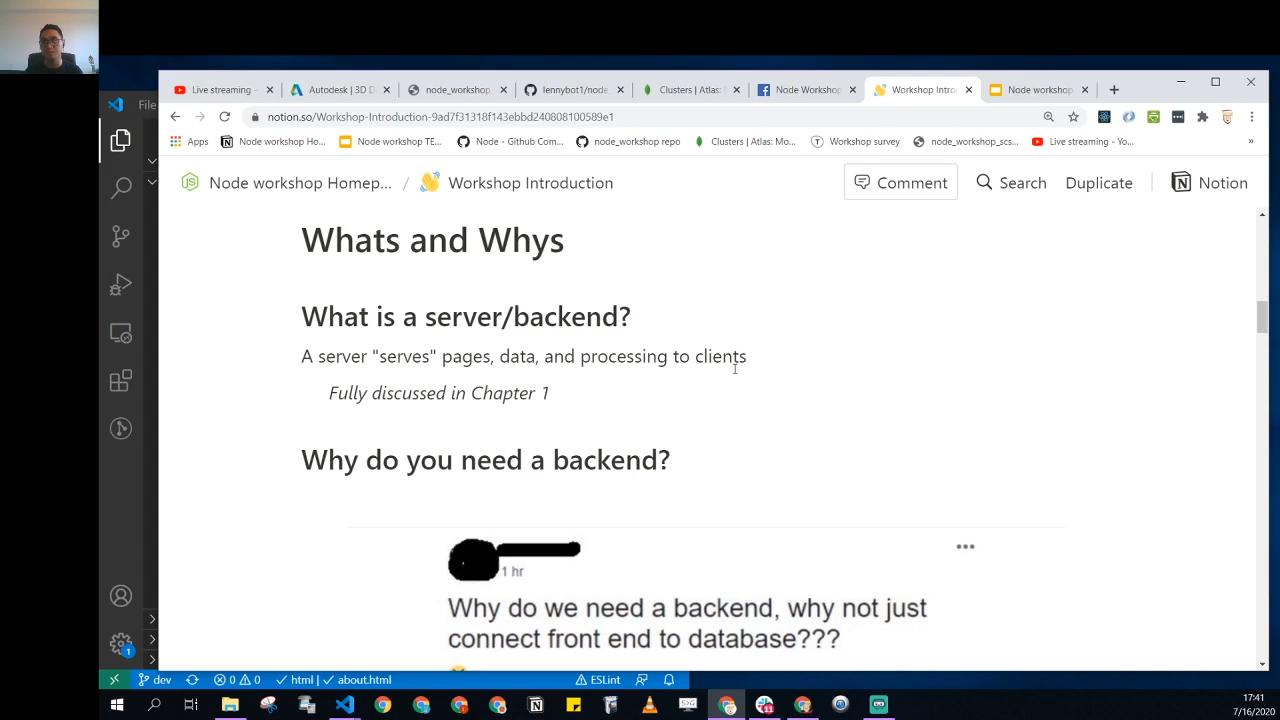 Live streaming -
Autodesk | 3D D
node_workshop_
lennybot1/node_
Clusters | Atlas:
Node Workshop
Workshop Intro
Node workshop
File
notion.so/Workshop-Introduction-
Apps
Node workshop Ho...
Node workshop TE...
Node - Github Com...
node_workshop repo
Clusters | Atlas: Mo...
Workshop survey
node_workshop_scs...
Live streaming - Yo...
»
Node workshop Homep... / Workshop Introduction
Comment
Search
Duplicate
Notion
Whats and Whys
What is a server/backend?
A server "serves" pages, data, and processing to clients
Fully discussed in Chapter 1
Why do you need a backend?
1 hr
Why do we need a backend, why not just
connect front end to database???
1
dev
0 0
html | about.html
ESLint
17:41
7/16/2020